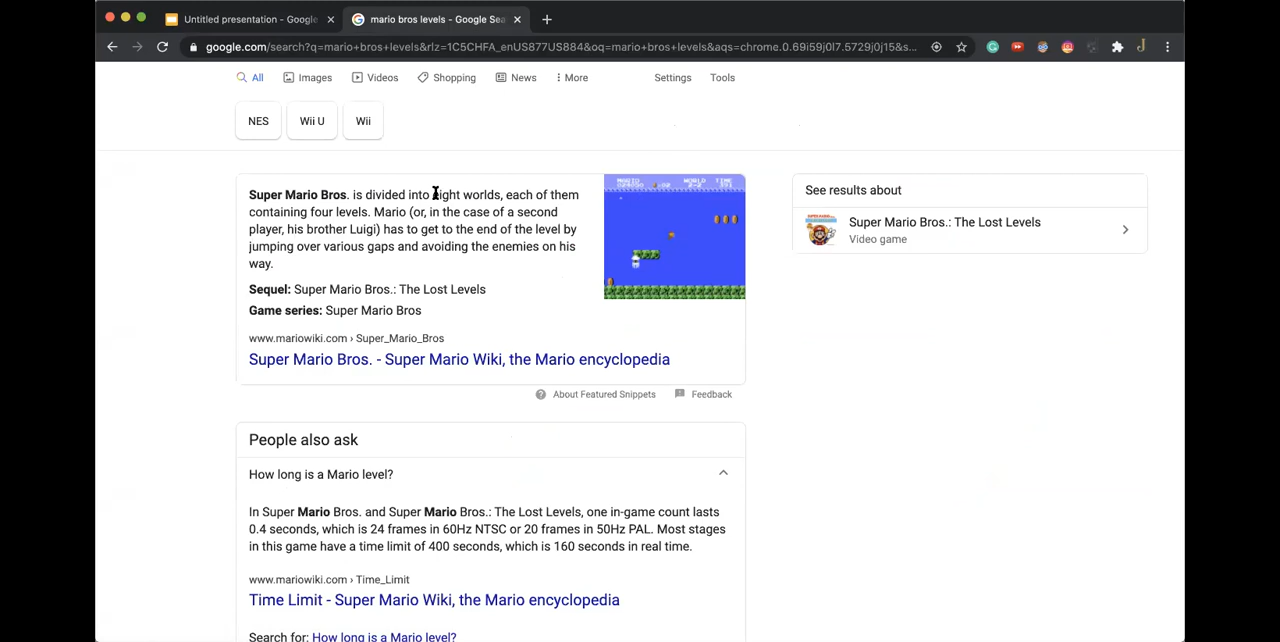 Untitled presentation - Google
mario bros levels - Google Sea
google.com/search?q=mario+bros+levels&rlz=1C5CHFA_enUS877US884&oq=mario+bros+levels&aqs=chrome.0.69i59j0l7.5729j0j15&s...
All
Images
Videos
Shopping
News
More
Settings
Tools
NES
Wii U
Wii
Super Mario Bros. is divided into eight worlds, each of them
containing four levels. Mario (or, in the case of a second
player, his brother Luigi) has to get to the end of the level by
jumping over various gaps and avoiding the enemies on his
way.
Sequel: Super Mario Bros.: The Lost Levels
Game series: Super Mario Bros
www.mariowiki.com › Super_Mario_Bros
Super Mario Bros. - Super Mario Wiki, the Mario encyclopedia
MARIO
WORLD
TIME
About Featured Snippets
Feedback
See results about
Super Mario Bros.: The Lost Levels
Video game
People also ask
How long is a Mario level?
In Super Mario Bros. and Super Mario Bros.: The Lost Levels, one in-game count lasts
0.4 seconds, which is 24 frames in 60Hz NTSC or 20 frames in 50Hz PAL. Most stages
in this game have a time limit of 400 seconds, which is 160 seconds in real time.
www.mariowiki.com › Time_Limit
Time Limit - Super Mario Wiki, the Mario encyclopedia
Search for: How long is a Mario level?